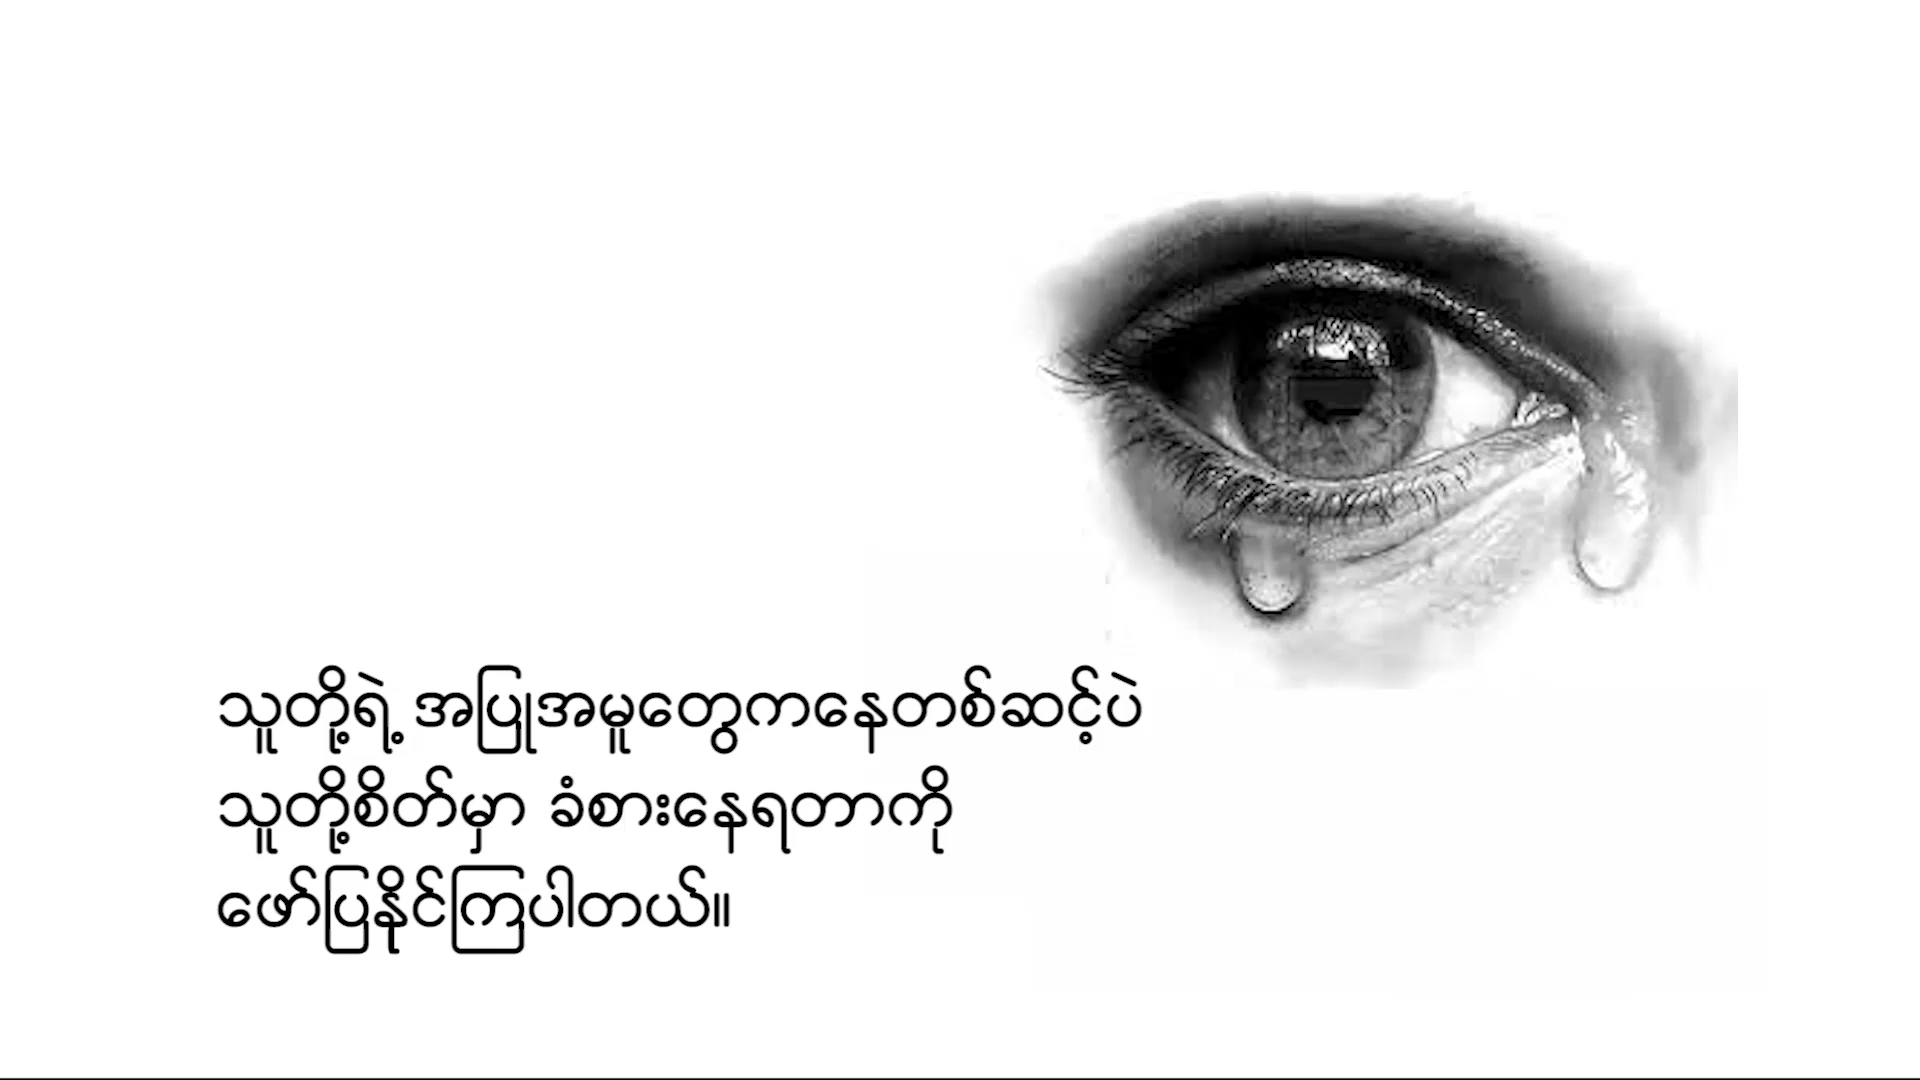 သူတို့ရဲ့ အပြုအမူတွေကနေတစ်ဆင့်ပဲ
သူတို့စိတ်မှာ ခံစားနေရတာကို
ဖော်ပြနိုင်ကြပါတယ်။